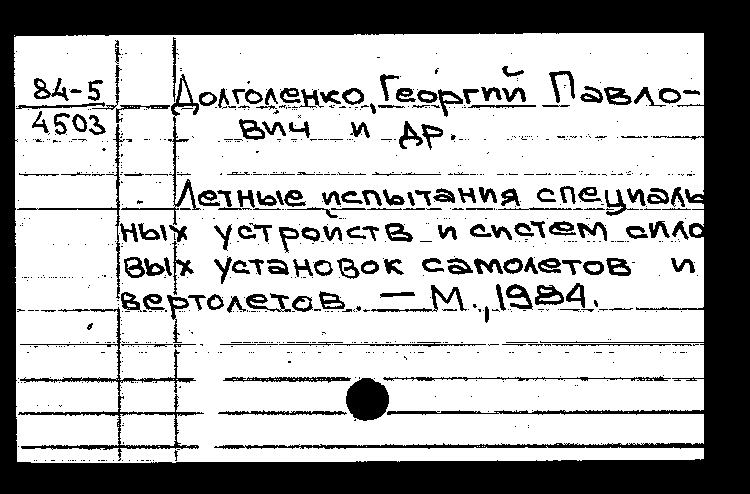 84-5
4503
Долголенко, Георгий Павло-
вич и др.
Летные испытания специаль
ных устройств и систем сило
вых установок самолетов и
вертолетов. — М., 1984.